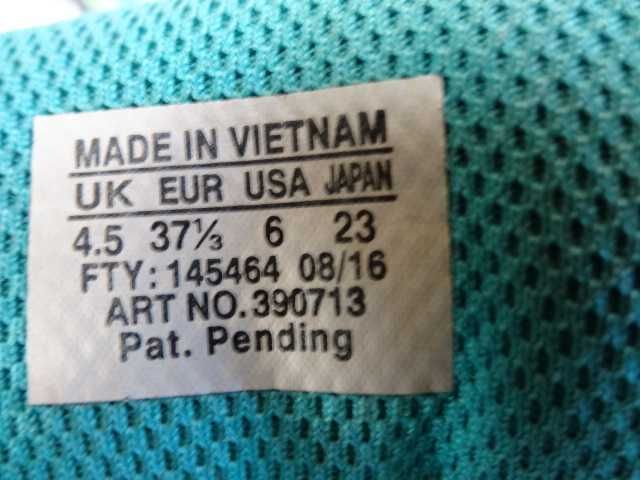 MADE IN VIETNAM
UK EUR USA JAPAN
4.5 37⅓ 6 23
FTY: 145464 08/16
ART NO. 390713
Pat. Pending